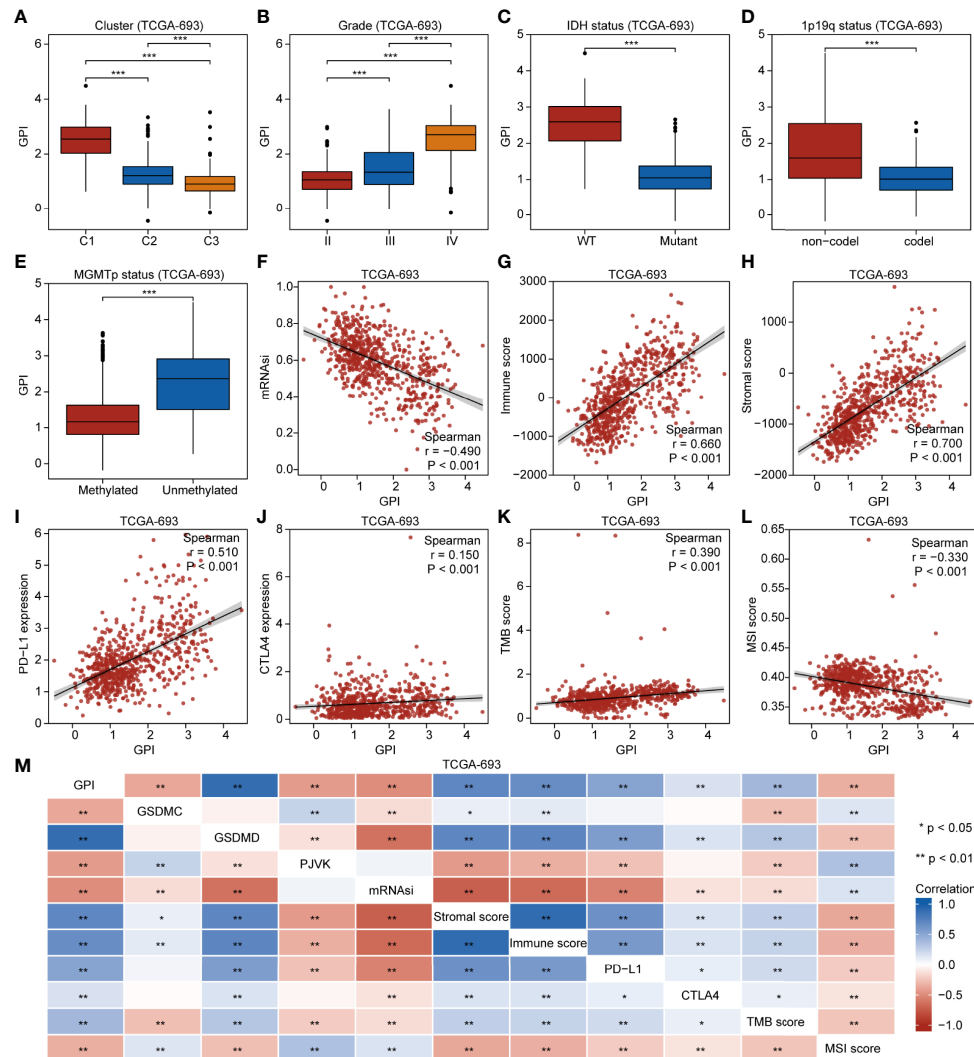 A
Cluster (TCGA-693)
***
***
***
GPI
6
4
2
0
C1
C2
C3
B
Grade (TCGA-693)
***
***
***
GPI
6
4
2
0
II
III
IV
C
IDH status (TCGA-693)
***
GPI
5
4
3
2
1
0
WT
Mutant
D
1p19q status (TCGA-693)
***
GPI
5
4
3
2
1
0
non-codel
codel
E
MGMTp status (TCGA-693)
***
GPI
5
4
3
2
1
0
Methylated
Unmethylated
F
TCGA-693
mRNAsi
1.0
0.8
0.6
0.4
0.2
0.0
Spearman
r = −0.490
P < 0.001
0 1 2 3 4
GPI
G
TCGA-693
Immune score
3000
2000
1000
0
−1000
−2000
Spearman
r = 0.660
P < 0.001
0 1 2 3 4
GPI
H
TCGA-693
Stromal score
1000
0
−1000
−2000
Spearman
r = 0.700
P < 0.001
0 1 2 3 4
GPI
I
TCGA-693
PD−L1 expression
6
5
4
3
2
1
0
Spearman
r = 0.510
P < 0.001
0 1 2 3 4
GPI
J
TCGA-693
CTLA4 expression
8
6
4
2
0
Spearman
r = 0.150
P < 0.001
0 1 2 3 4
GPI
K
TCGA-693
TMB score
8
6
4
2
0
Spearman
r = 0.390
P < 0.001
0 1 2 3 4
GPI
L
TCGA-693
MSI score
0.65
0.60
0.55
0.50
0.45
0.40
0.35
Spearman
r = −0.330
P < 0.001
0 1 2 3 4
GPI
M
TCGA-693
GPI ** ** ** ** ** ** ** ** ** **
** GSDMC ** ** * ** ** **
** GSDMD ** ** ** ** ** ** ** **
** ** ** PJVK ** ** ** ** **
** ** ** mRNAsi ** ** ** ** ** **
** * ** ** ** Stromal score ** ** ** ** **
** ** ** ** ** ** Immune score ** ** ** **
** ** ** ** ** ** PD−L1 * ** **
** ** ** ** ** * CTLA4 * **
** ** ** ** ** ** ** ** * TMB score **
** ** ** ** ** ** ** ** ** ** MSI score
* p < 0.05
** p < 0.01
Correlation
1.0
0.5
0.0
−0.5
−1.0